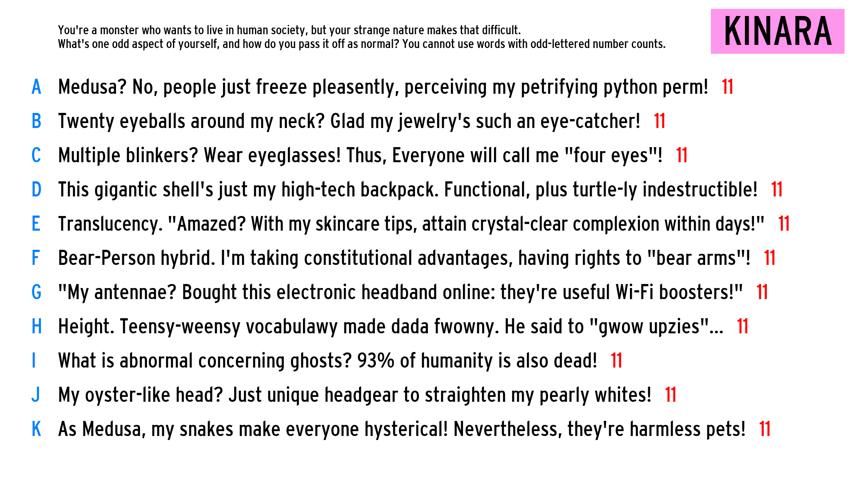 You're a monster who wants to live in human society, but your strange nature makes that difficult.
What's one odd aspect of yourself, and how do you pass it off as normal? You cannot use words with odd-lettered number counts.
KINARA
A Medusa? No, people just freeze pleasently, perceiving my petrifying python perm! 11
B Twenty eyeballs around my neck? Glad my jewelry's such an eye-catcher! 11
C Multiple blinkers? Wear eyeglasses! Thus, Everyone will call me "four eyes"! 11
D This gigantic shell's just my high-tech backpack. Functional, plus turtle-ly indestructible! 11
E Translucency. "Amazed? With my skincare tips, attain crystal-clear complexion within days!" 11
F Bear-Person hybrid. I'm taking constitutional advantages, having rights to "bear arms"! 11
G "My antennae? Bought this electronic headband online: they're useful Wi-Fi boosters!" 11
H Height. Teensy-weensy vocabulawy made dada fwowny. He said to "gwow upzies"... 11
I What is abnormal concerning ghosts? 93% of humanity is also dead! 11
J My oyster-like head? Just unique headgear to straighten my pearly whites! 11
K As Medusa, my snakes make everyone hysterical! Nevertheless, they're harmless pets! 11